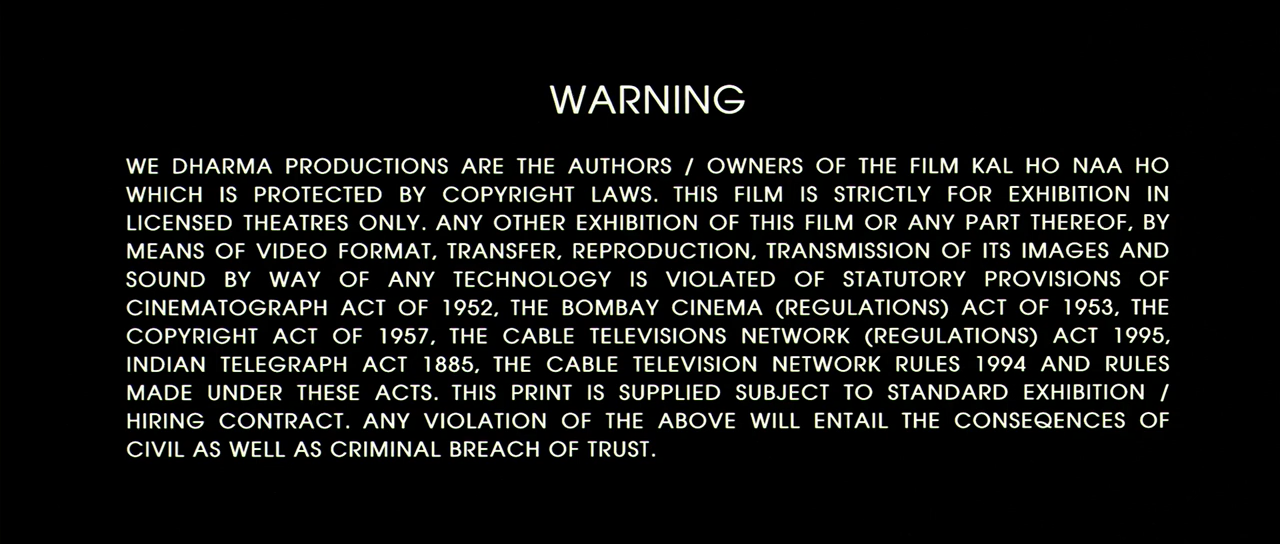 WARNING
WE DHARMA PRODUCTIONS ARE THE AUTHORS / OWNERS OF THE FILM KAL HO NAA HO
WHICH IS PROTECTED BY COPYRIGHT LAWS. THIS FILM IS STRICTLY FOR EXHIBITION IN
LICENSED THEATRES ONLY. ANY OTHER EXHIBITION OF THIS FILM OR ANY PART THEREOF, BY
MEANS OF VIDEO FORMAT, TRANSFER, REPRODUCTION, TRANSMISSION OF ITS IMAGES AND
SOUND BY WAY OF ANY TECHNOLOGY IS VIOLATED OF STATUTORY PROVISIONS OF
CINEMATOGRAPH ACT OF 1952, THE BOMBAY CINEMA (REGULATIONS) ACT OF 1953, THE
COPYRIGHT ACT OF 1957, THE CABLE TELEVISIONS NETWORK (REGULATIONS) ACT 1995,
INDIAN TELEGRAPH ACT 1885, THE CABLE TELEVISION NETWORK RULES 1994 AND RULES
MADE UNDER THESE ACTS. THIS PRINT IS SUPPLIED SUBJECT TO STANDARD EXHIBITION /
HIRING CONTRACT. ANY VIOLATION OF THE ABOVE WILL ENTAIL THE CONSEQENCES OF
CIVIL AS WELL AS CRIMINAL BREACH OF TRUST.